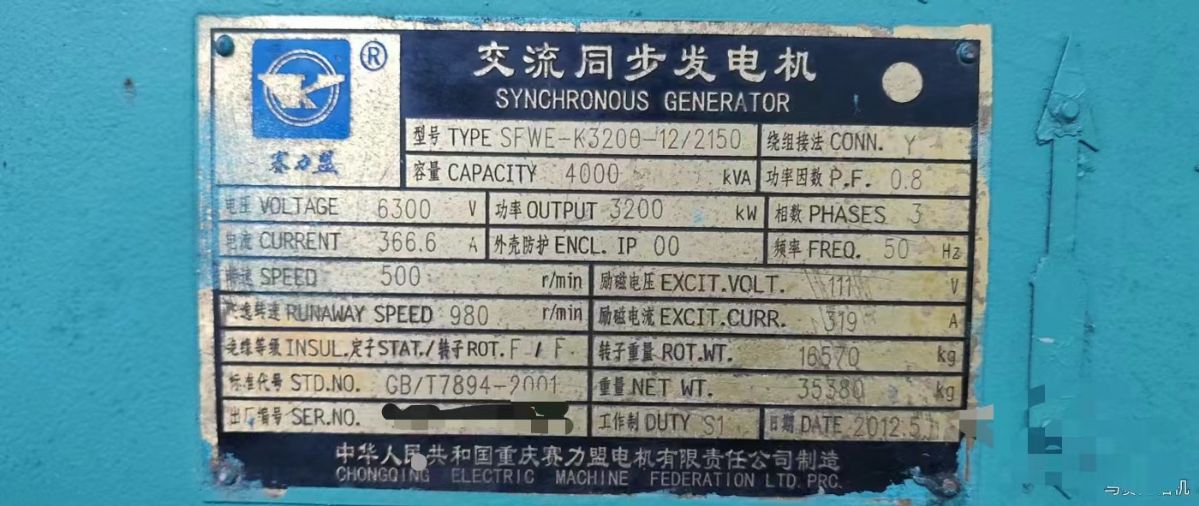 ®
赛力盟
交流同步发电机
SYNCHRONOUS GENERATOR
型号 TYPE SFWE-K3200-12/2150 绕组接法 CONN. Y
容量 CAPACITY 4000 kVA 功率因数 P.F. 0.8
电压 VOLTAGE 6300 V 功率 OUTPUT 3200 kW 相数 PHASES 3
电流 CURRENT 366.6 A 外壳防护 ENCL. IP 00 频率 FREQ. 50 Hz
转速 SPEED 500 r/min 励磁电压 EXCIT.VOLT. 111 V
飞逸转速 RUNAWAY SPEED 980 r/min 励磁电流 EXCIT.CURR. 319 A
绝缘等级 INSUL.定子STAT./转子ROT. F / F 转子重量 ROT.WT. 16570 kg
标准代号 STD.NO. GB/T7894-2001 重量 NET WT. 35380 kg
出厂编号 SER.NO. 工作制 DUTY S1 日期 DATE 2012.5
中华人民共和国重庆赛力盟电机有限责任公司制造
CHONGQING ELECTRIC MACHINE FEDERATION LTD.PRC.